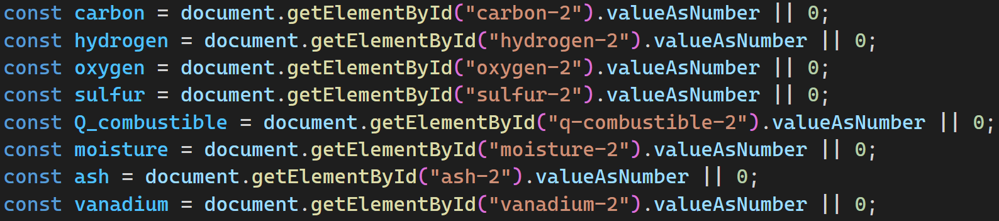 const carbon = document.getElementById("carbon-2").valueAsNumber || 0;
const hydrogen = document.getElementById("hydrogen-2").valueAsNumber || 0;
const oxygen = document.getElementById("oxygen-2").valueAsNumber || 0;
const sulfur = document.getElementById("sulfur-2").valueAsNumber || 0;
const Q_combustible = document.getElementById("q-combustible-2").valueAsNumber || 0;
const moisture = document.getElementById("moisture-2").valueAsNumber || 0;
const ash = document.getElementById("ash-2").valueAsNumber || 0;
const vanadium = document.getElementById("vanadium-2").valueAsNumber || 0;